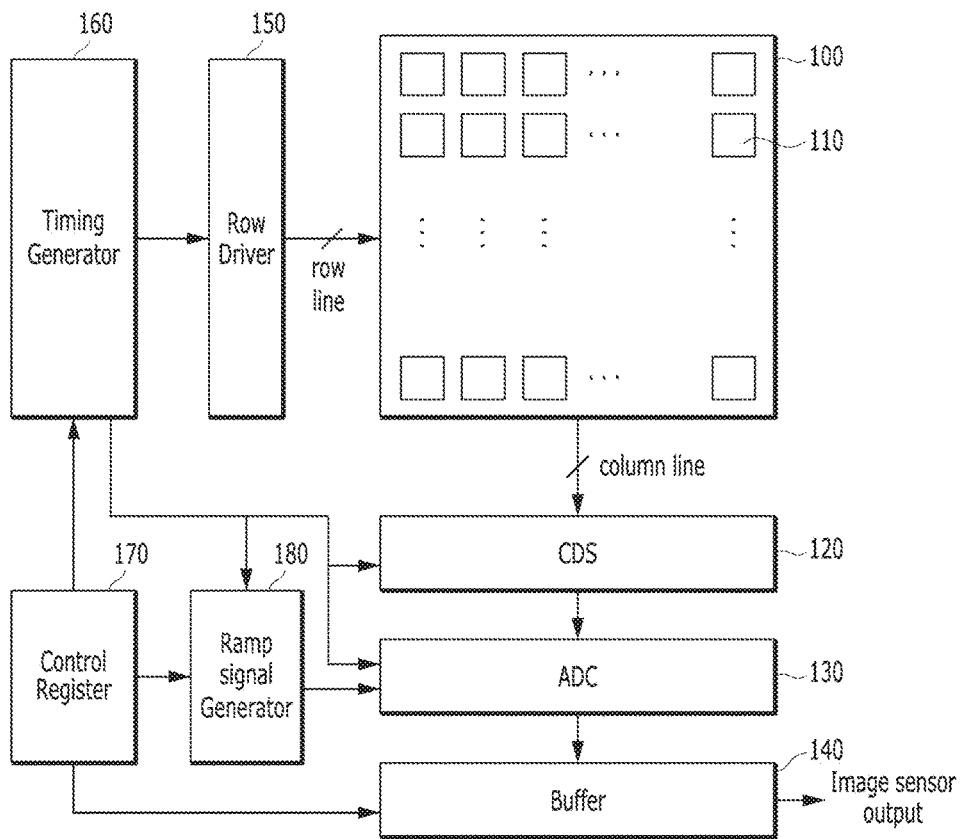 160
150
100
110
Timing
Generator
Row
Driver
row
line
column line
170
180
CDS
120
Control
Register
Ramp
signal
Generator
ADC
130
140
Buffer
Image sensor
output